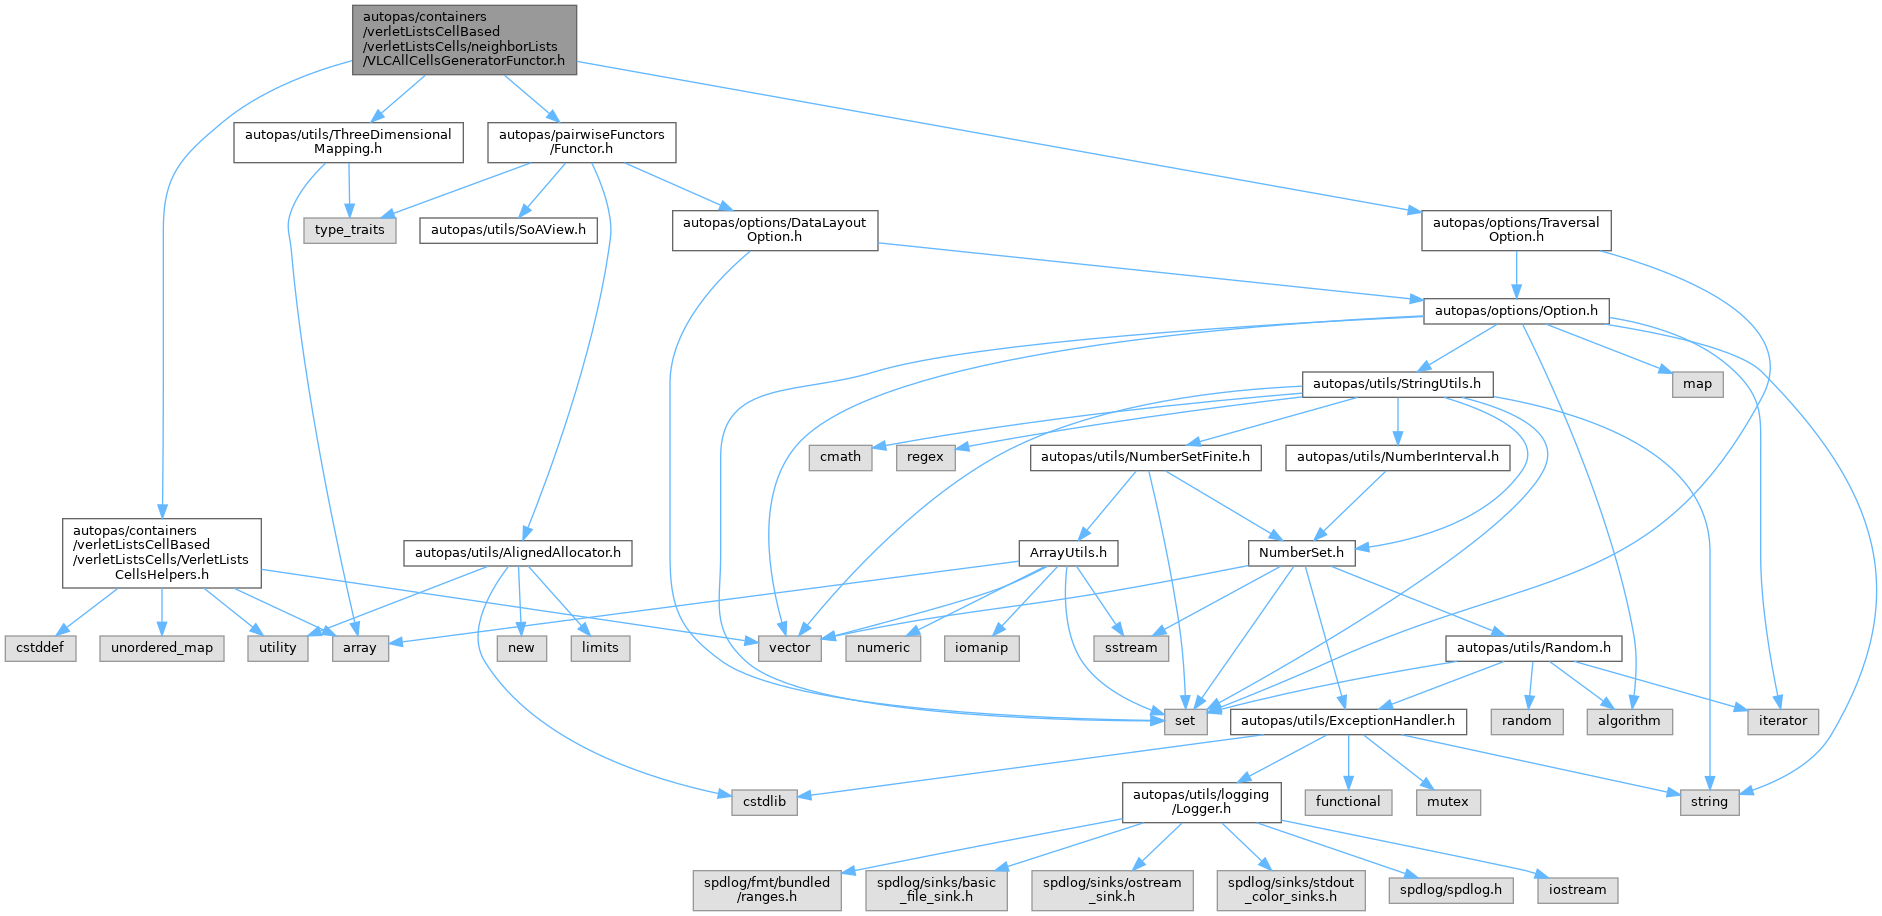 autopas/containers
/verletListsCellBased
/verletListsCells/neighborLists
/VLCAllCellsGeneratorFunctor.h
autopas/utils/ThreeDimensional
Mapping.h
autopas/pairwiseFunctors
/Functor.h
type_traits
autopas/utils/SoAView.h
autopas/options/DataLayout
Option.h
autopas/options/Traversal
Option.h
autopas/options/Option.h
autopas/utils/StringUtils.h
map
cmath
regex
autopas/utils/NumberSetFinite.h
autopas/utils/NumberInterval.h
autopas/containers
/verletListsCellBased
/verletListsCells/VerletLists
CellsHelpers.h
autopas/utils/AlignedAllocator.h
ArrayUtils.h
NumberSet.h
cstddef
unordered_map
utility
array
new
limits
vector
numeric
iomanip
sstream
autopas/utils/Random.h
set
autopas/utils/ExceptionHandler.h
random
algorithm
iterator
cstdlib
autopas/utils/logging
/Logger.h
functional
mutex
string
spdlog/fmt/bundled
/ranges.h
spdlog/sinks/basic
_file_sink.h
spdlog/sinks/ostream
_sink.h
spdlog/sinks/stdout
_color_sinks.h
spdlog/spdlog.h
iostream